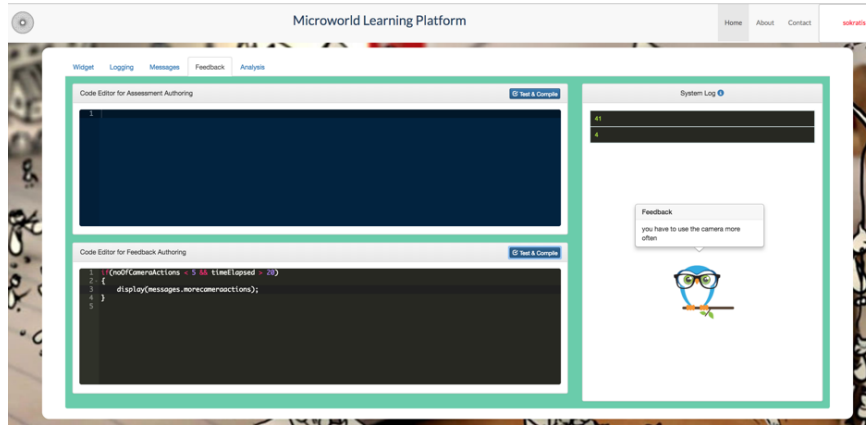 Microworld Learning Platform
Home About Contact sokratis
Widget Logging Messages Feedback Analysis
Code Editor for Assessment Authoring
Test & Compile
1
Code Editor for Feedback Authoring
Test & Compile
1 if(noOfCameraActions < 5 && timeElapsed > 20)
2 {
3 display(messages.morecameraactions);
4 }
5
System Log
41
4
Feedback
you have to use the camera more
often